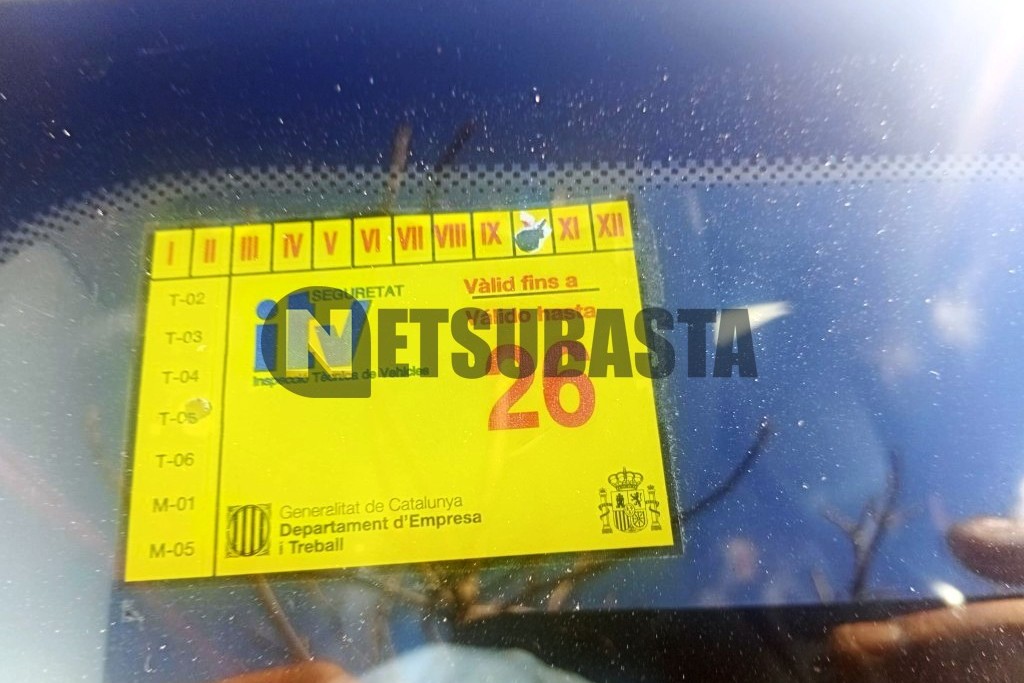 I II III IV V VI VII VIII IX XI XII
T-02
T-03
T-04
T-05
T-06
M-01
M-05
SEGURETAT
Vàlid fins a
Válido hasta
NETSUBASTA
Inspecció Tècnica de Vehicles
26
Generalitat de Catalunya
Departament d'Empresa
i Treball